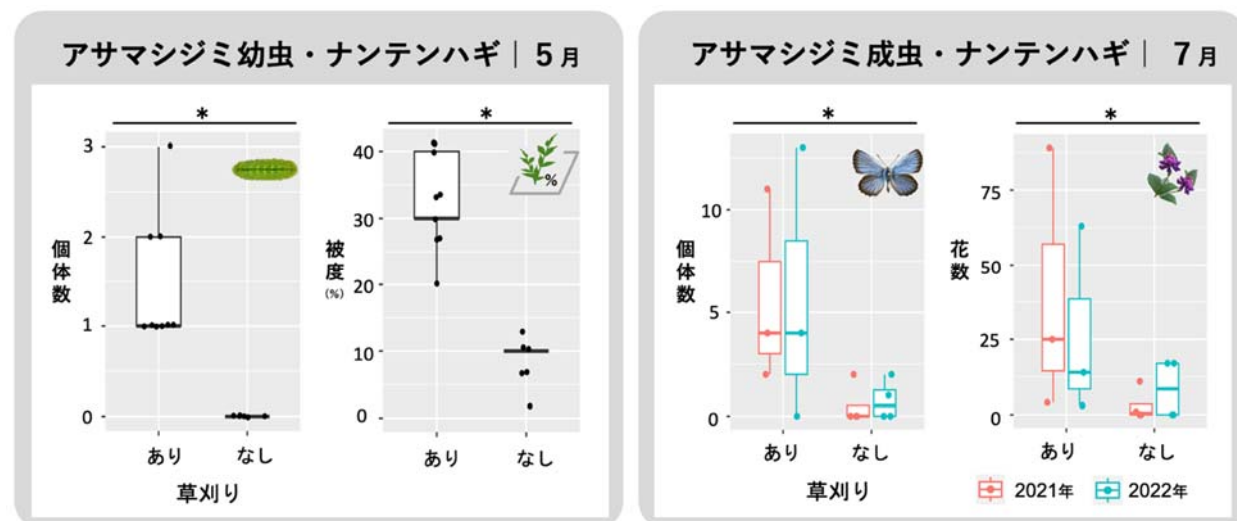 アサマシジミ幼虫・ナンテンハギ｜5月
*
個体数
3
2
1
0
あり
なし
草刈り
*
被度
(%)
40
30
20
10
0
%
あり
なし
アサマシジミ成虫・ナンテンハギ｜ 7月
*
個体数
10
5
0
あり
なし
草刈り
*
花数
75
50
25
0
あり
なし
2021年
2022年